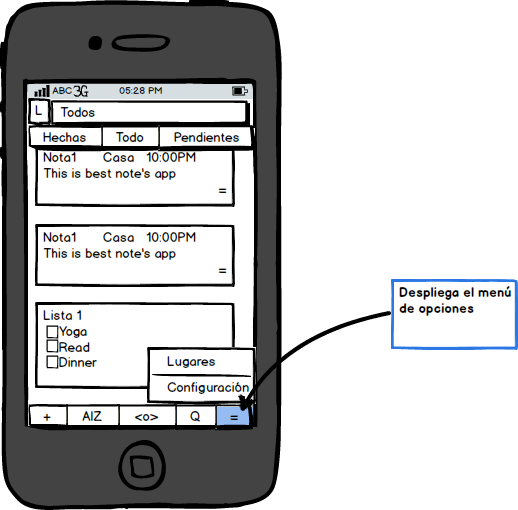 ABC 3G 05:28 PM
L Todos
Hechas Todo Pendientes
Nota1 Casa 10:00PM
This is best note's app
=
Nota1 Casa 10:00PM
This is best note's app
=
Lista 1
Yoga
Read
Dinner
Lugares
Configuración
+ AIZ <o> Q =
Despliega el menú
de opciones